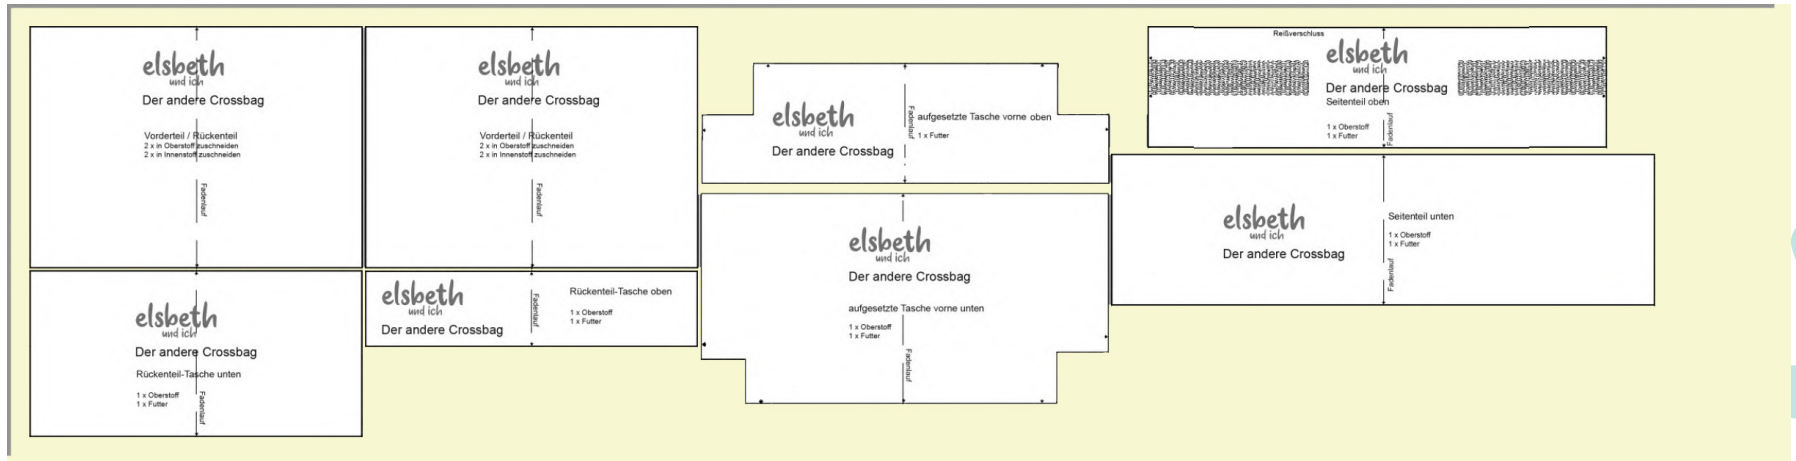 elsbeth
und ich
Der andere Crossbag
Vorderteil / Rückenteil
2 x in Oberstoff zuschneiden
2 x in Innenstoff zuschneiden
Fadenlauf
elsbeth
und ich
Der andere Crossbag
Vorderteil / Rückenteil
2 x in Oberstoff zuschneiden
2 x in Innenstoff zuschneiden
Fadenlauf
elsbeth
und ich
Der andere Crossbag
Fadenlauf
aufgesetzte Tasche vorne oben
1 x Futter
Reißverschluss
elsbeth
und ich
Der andere Crossbag
Seitenteil oben
1 x Oberstoff
1 x Futter
Fadenlauf
elsbeth
und ich
Der andere Crossbag
Rückenteil-Tasche unten
1 x Oberstoff
1 x Futter
Fadenlauf
elsbeth
und ich
Der andere Crossbag
Fadenlauf
Rückenteil-Tasche oben
1 x Oberstoff
1 x Futter
elsbeth
und ich
Der andere Crossbag
aufgesetzte Tasche vorne unten
1 x Oberstoff
1 x Futter
Fadenlauf
elsbeth
und ich
Der andere Crossbag
Seitenteil unten
1 x Oberstoff
1 x Futter
Fadenlauf